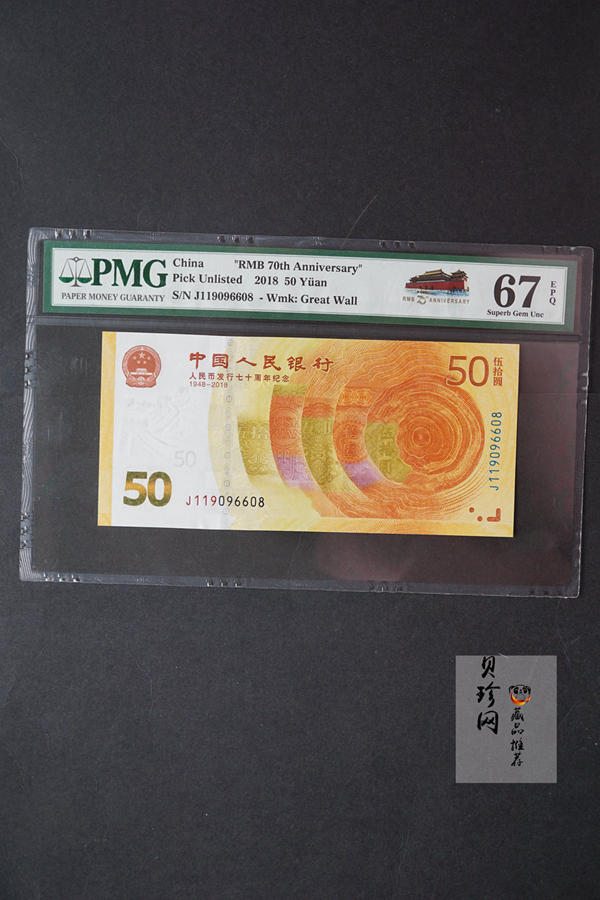 PMG
PAPER MONEY GUARANTY
China "RMB 70th Anniversary"
Pick Unlisted 2018 50 Yüan
S/N J119096608 - Wmk: Great Wall
RMB 70 ANNIVERSARY
67 EPQ
Superb Gem Unc
中国人民银行
人民币发行七十周年纪念
1948-2018
50 伍拾圆
50
50
J119096608
J119096608
贝珍网
藏品推荐